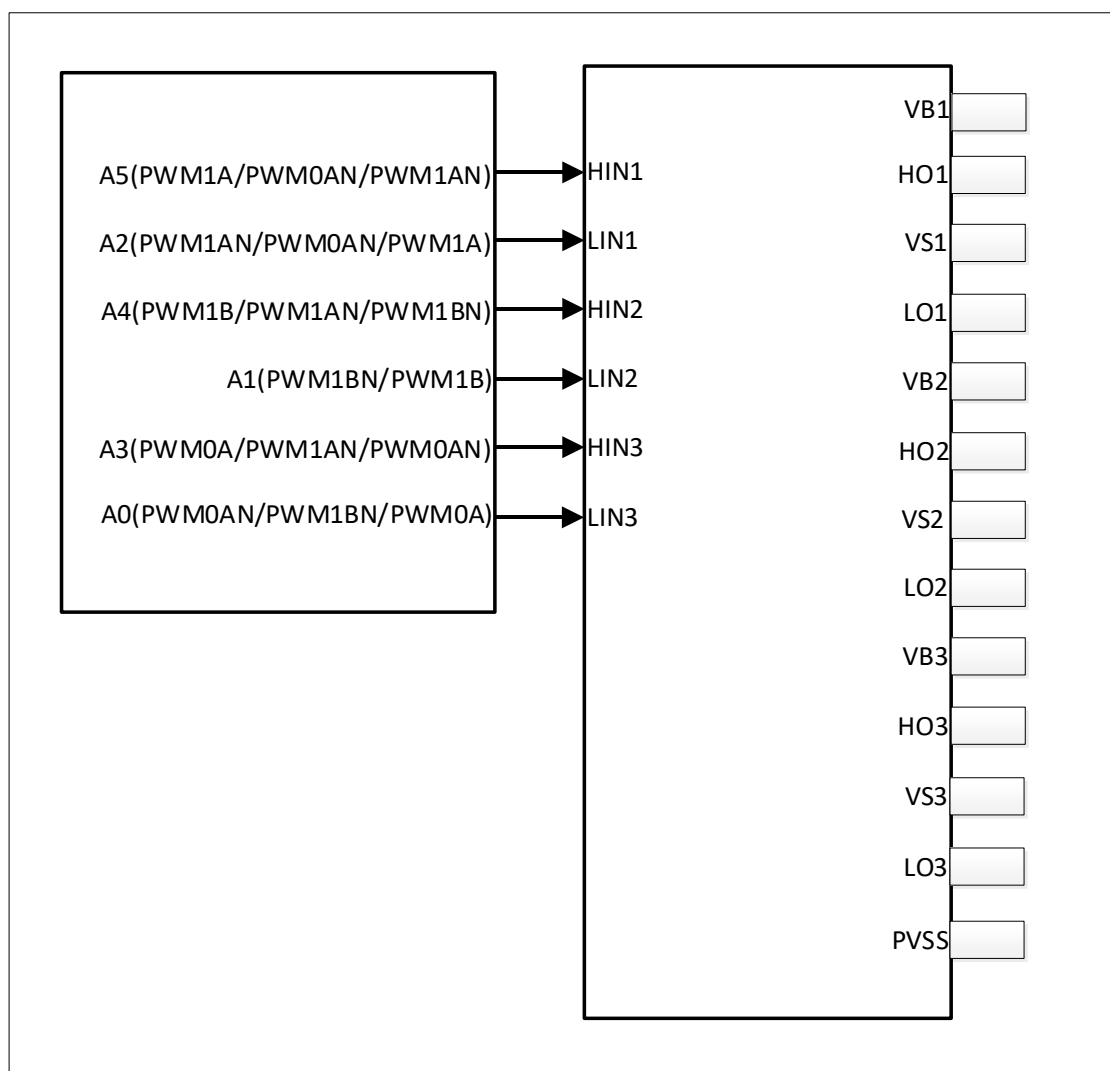 VB1
A5(PWM1A/PWM0AN/PWM1AN)
HIN1
HO1
A2(PWM1AN/PWM0AN/PWM1A)
LIN1
VS1
A4(PWM1B/PWM1AN/PWM1BN)
HIN2
LO1
A1(PWM1BN/PWM1B)
LIN2
VB2
A3(PWM0A/PWM1AN/PWM0AN)
HIN3
HO2
A0(PWM0AN/PWM1BN/PWM0A)
LIN3
VS2
LO2
VB3
HO3
VS3
LO3
PVSS